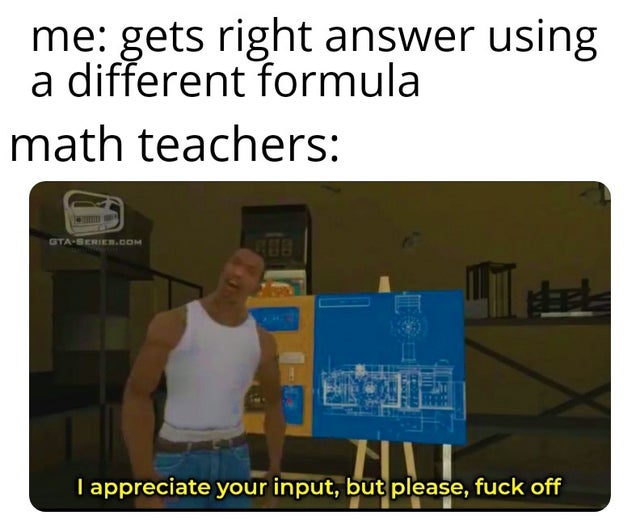 me: gets right answer using
a different formula
math teachers:
GTA-SERIES.COM
I appreciate your input, but please, fuck off